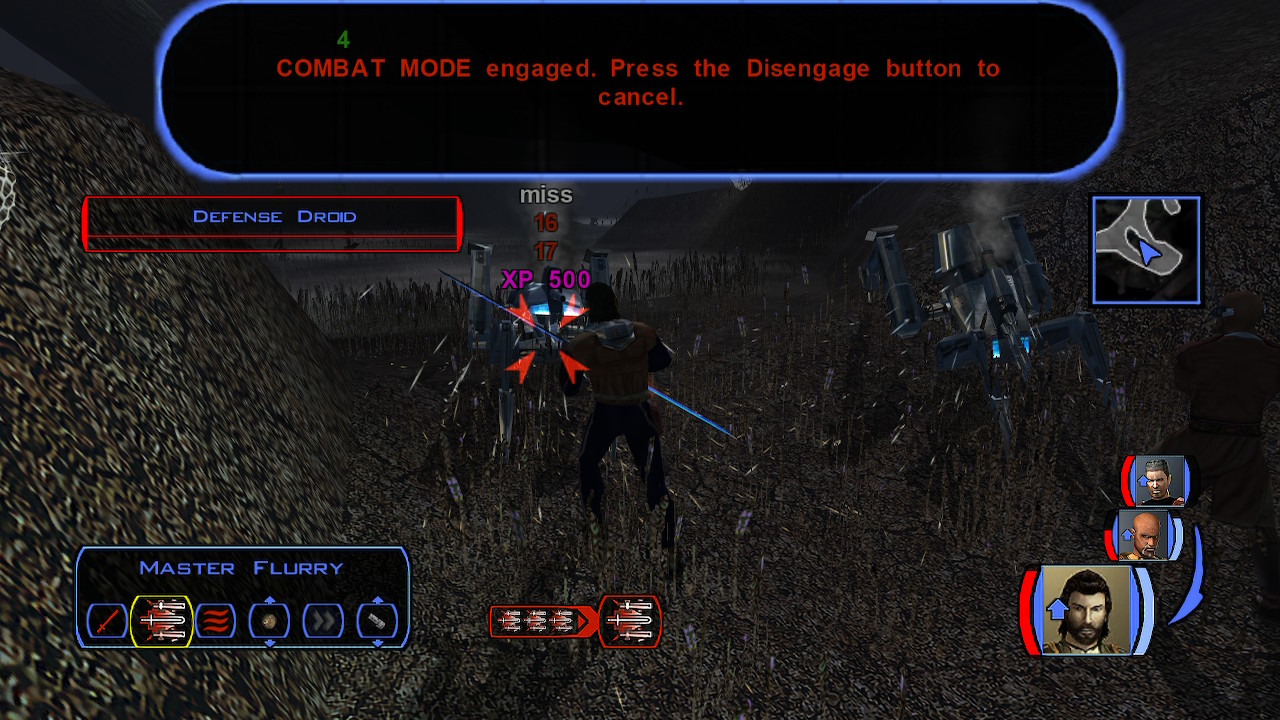 4
COMBAT MODE engaged. Press the Disengage button to
cancel.
miss
Defense Droid
16
17
XP 500
Master Flurry